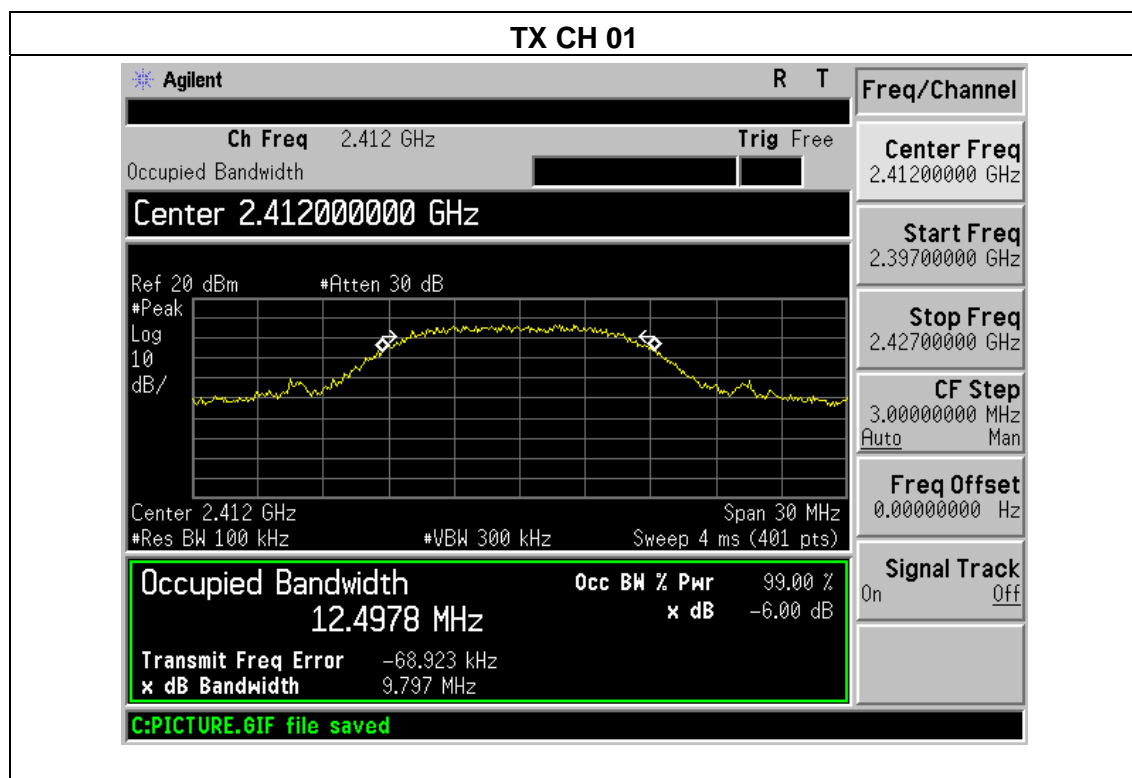 TX CH 01
Agilent R T
Ch Freq 2.412 GHz Trig Free
Occupied Bandwidth
Center 2.412000000 GHz
Ref 20 dBm #Atten 30 dB
#Peak
Log
10
dB/
Center 2.412 GHz Span 30 MHz
#Res BW 100 kHz #VBW 300 kHz Sweep 4 ms (401 pts)
Occupied Bandwidth Occ BW % Pwr 99.00 %
12.4978 MHz x dB -6.00 dB
Transmit Freq Error -68.923 kHz
x dB Bandwidth 9.797 MHz
C:PICTURE.GIF file saved
Freq/Channel
Center Freq
2.41200000 GHz
Start Freq
2.39700000 GHz
Stop Freq
2.42700000 GHz
CF Step
3.00000000 MHz
Auto Man
Freq Offset
0.00000000 Hz
Signal Track
On Off